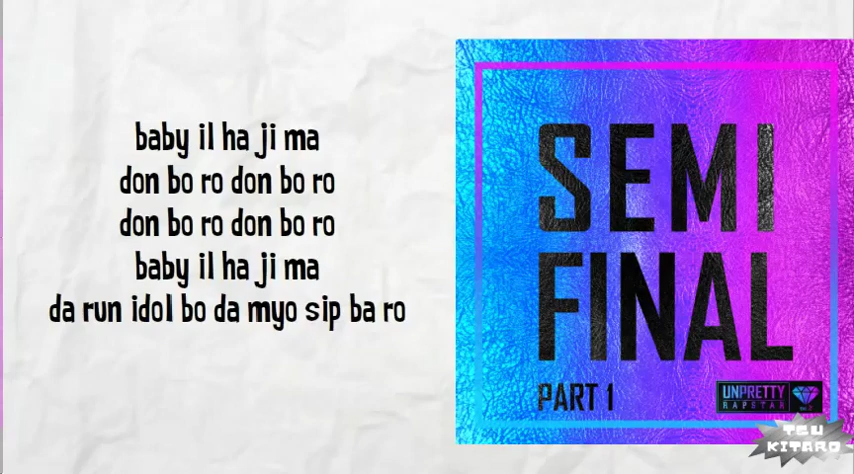 baby il ha ji ma
don bo ro don bo ro
don bo ro don bo ro
baby il ha ji ma
da run idol bo da myo sip ba ro
SEMI
FINAL
PART 1
UNPRETTY
RAPSTAR
TSU
KITARO